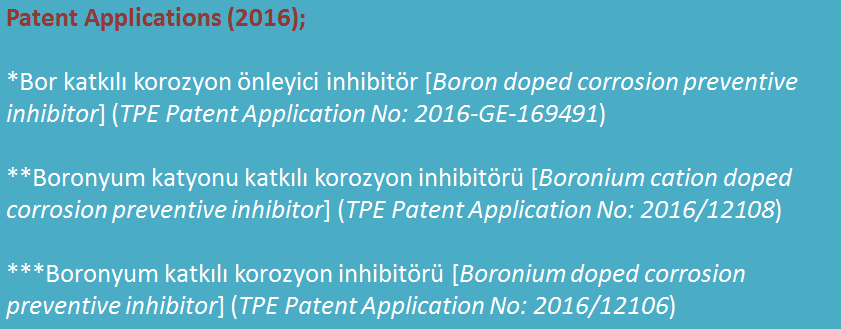 Patent Applications (2016);
*Bor katkılı korozyon önleyici inhibitör [Boron doped corrosion preventive
inhibitor] (TPE Patent Application No: 2016-GE-169491)
**Boronyum katyonu katkılı korozyon inhibitörü [Boronium cation doped
corrosion preventive inhibitor] (TPE Patent Application No: 2016/12108)
***Boronyum katkılı korozyon inhibitörü [Boronium doped corrosion
preventive inhibitor] (TPE Patent Application No: 2016/12106)